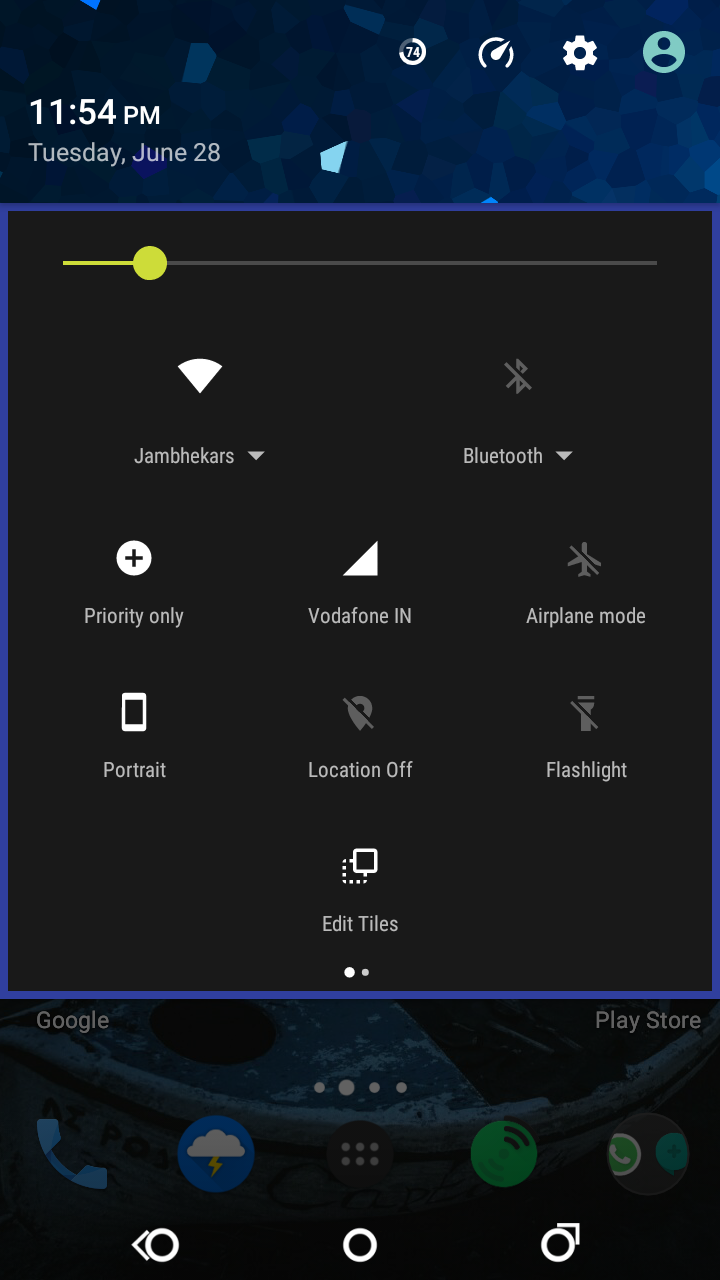 74
11:54 PM
Tuesday, June 28
Jambhekars
Bluetooth
Priority only
Vodafone IN
Airplane mode
Portrait
Location Off
Flashlight
Edit Tiles
Google
Play Store